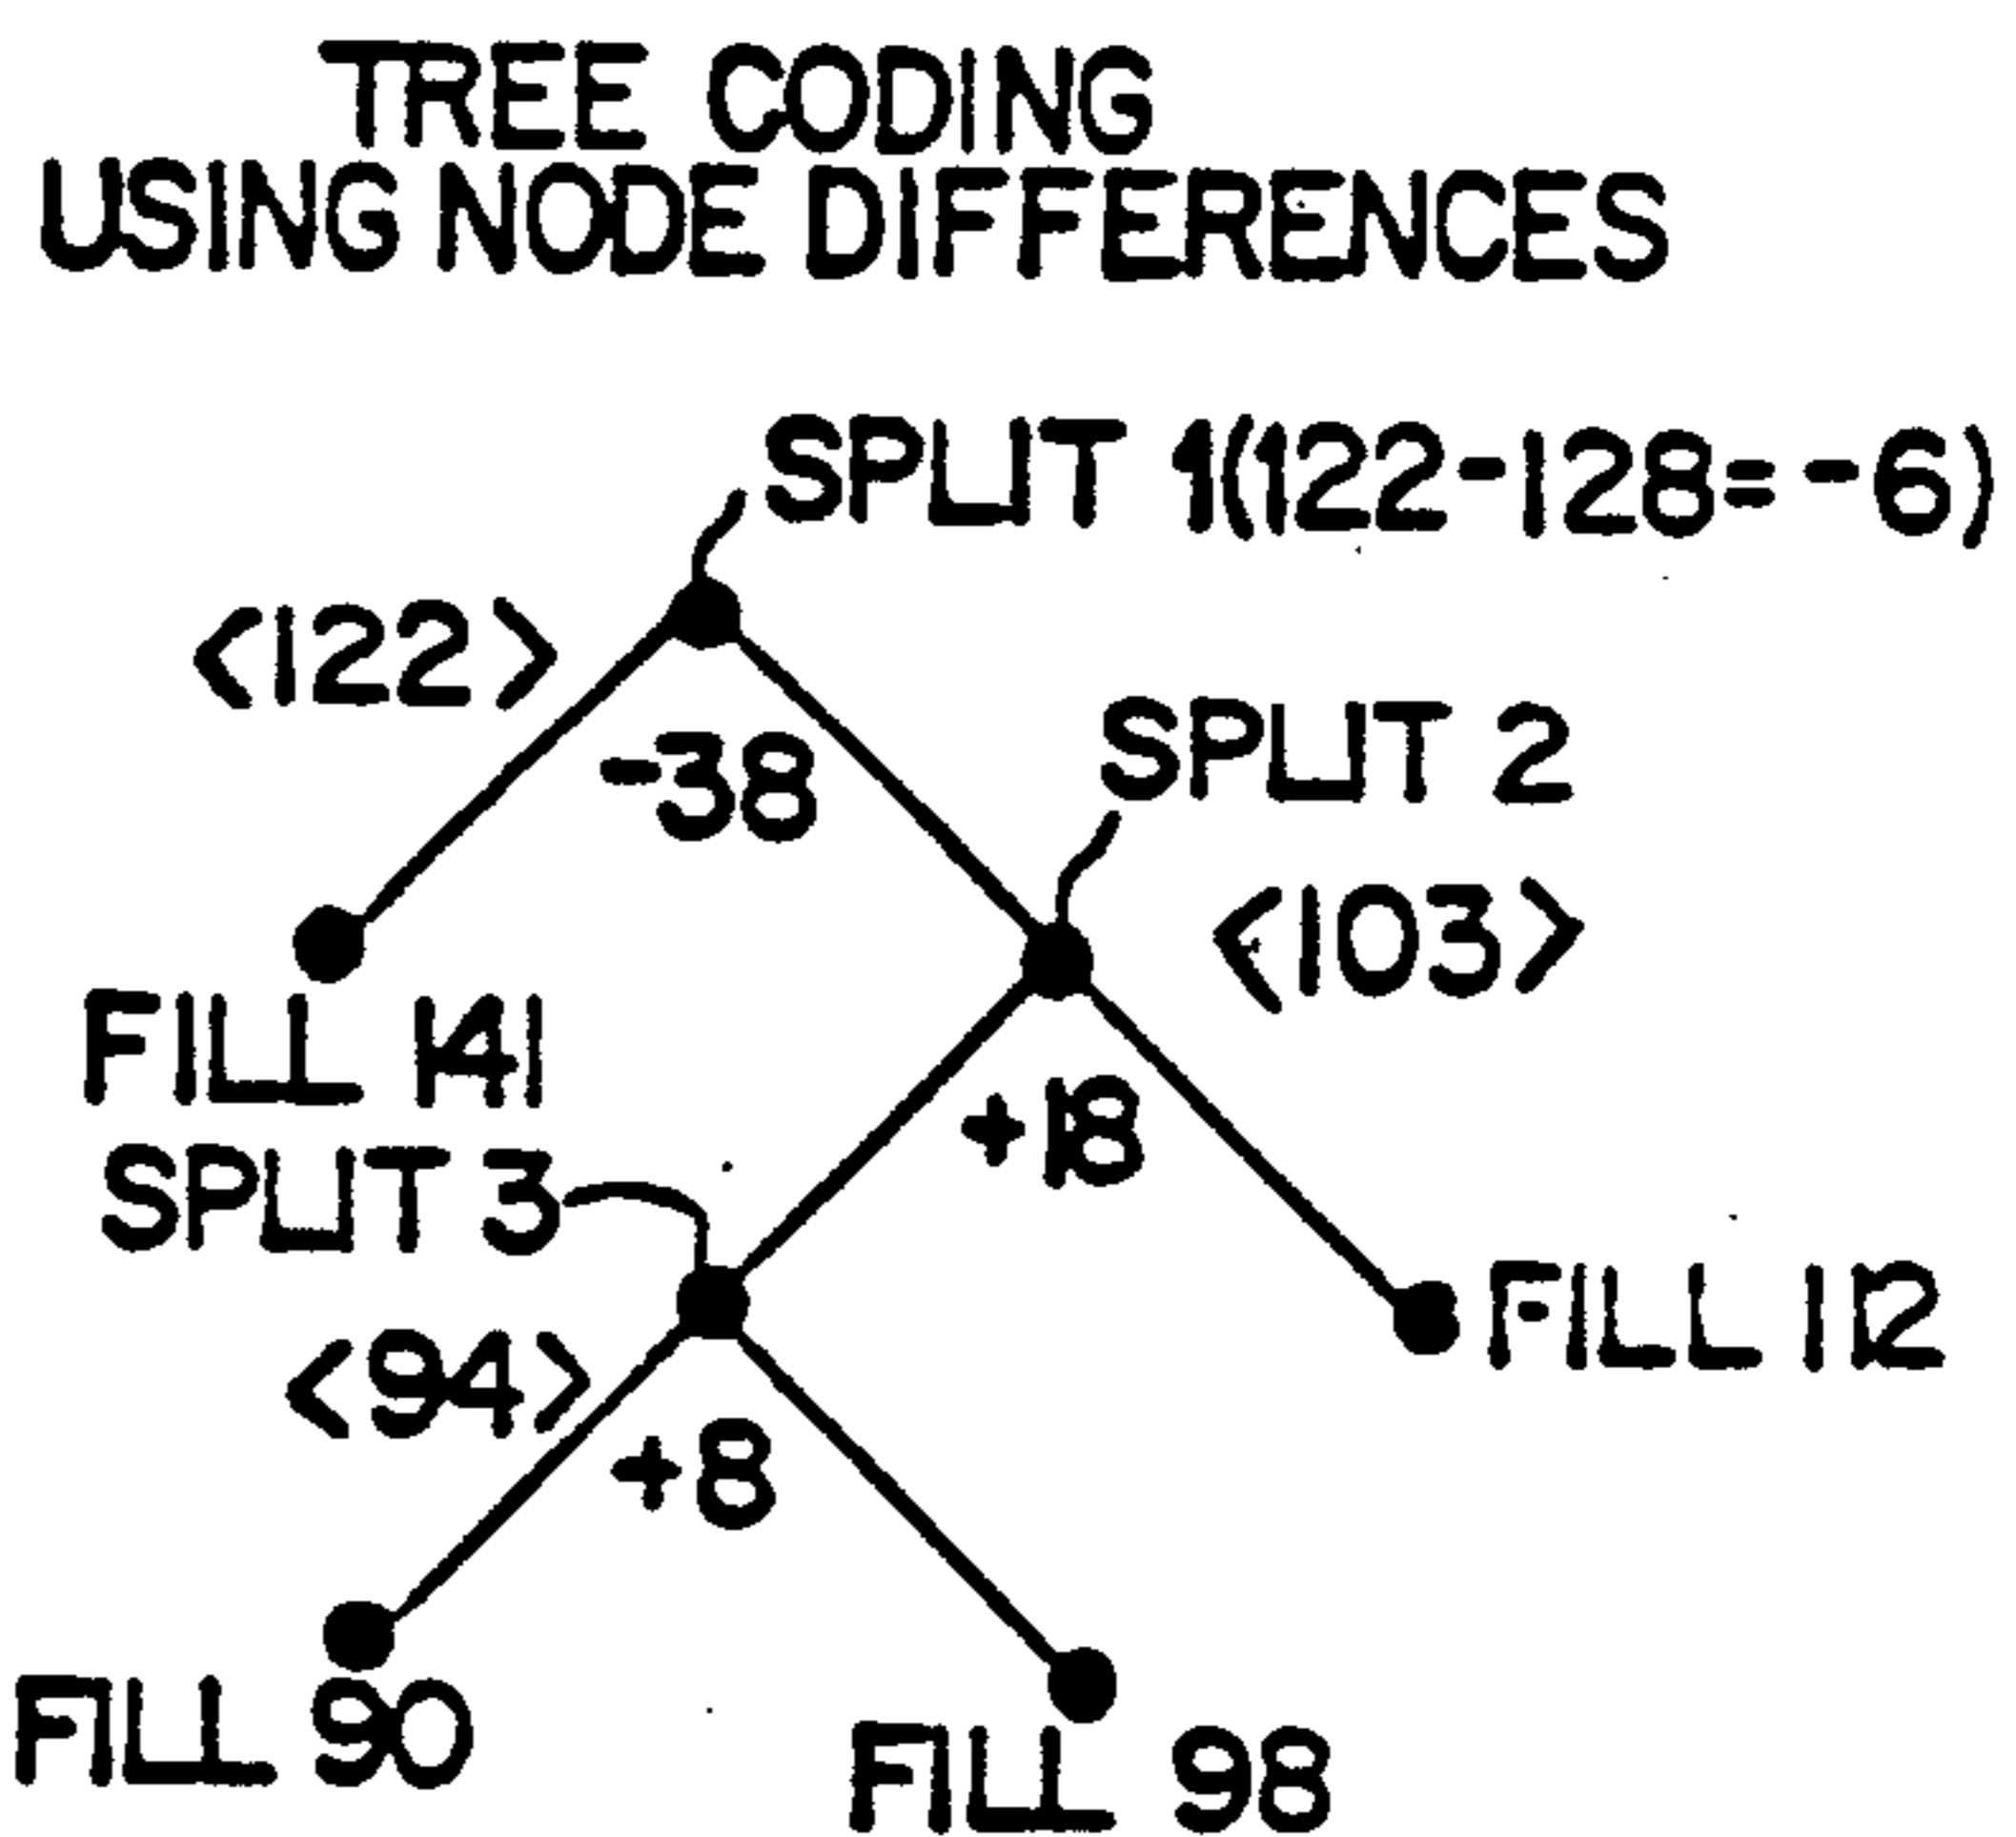 TREE CODING
USING NODE DIFFERENCES
SPLIT 1(122-128=-6)
<122>
-38
SPLIT 2
<103>
FILL 141
+18
SPLIT 3
FILL 112
<94>
+8
FILL 90
FILL 98